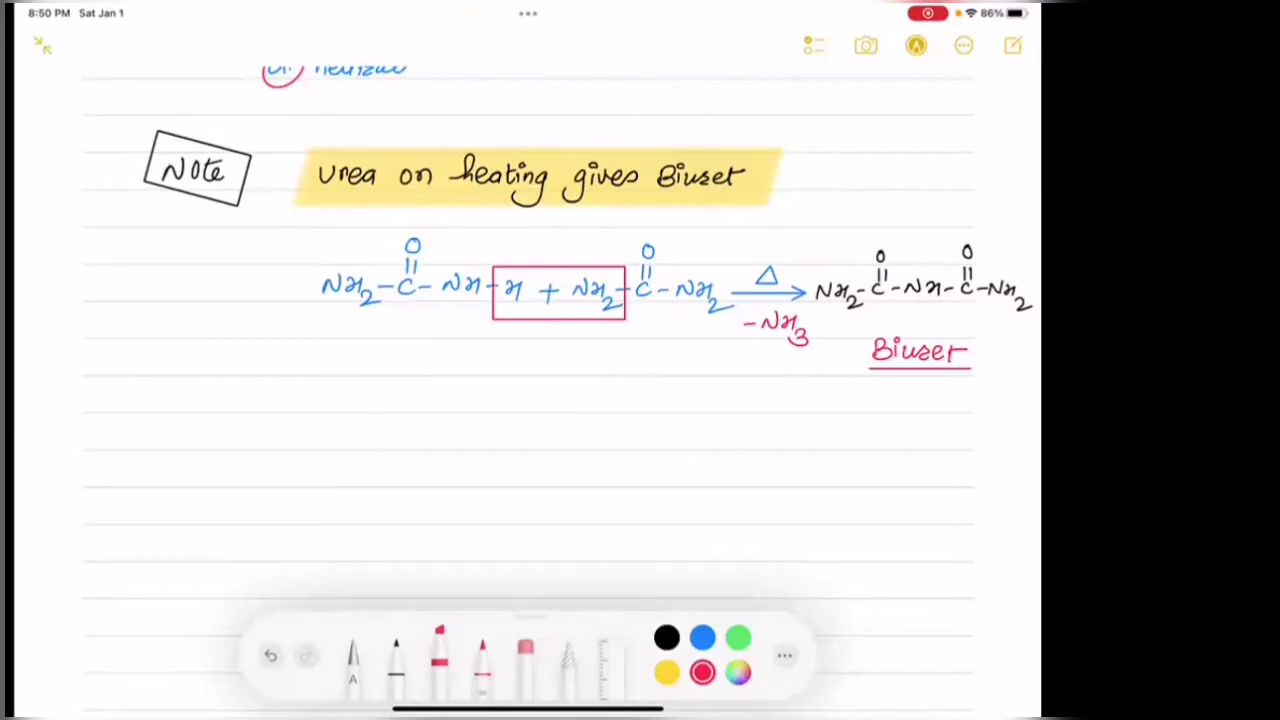 8:50 PM Sat Jan 1
86%
Note
Urea on heating gives Biuret
O O O O
NH2-C-NH-H + NH2-C-NH2 △ NH2-C-NH-C-NH2
-NH3
Biuret
A